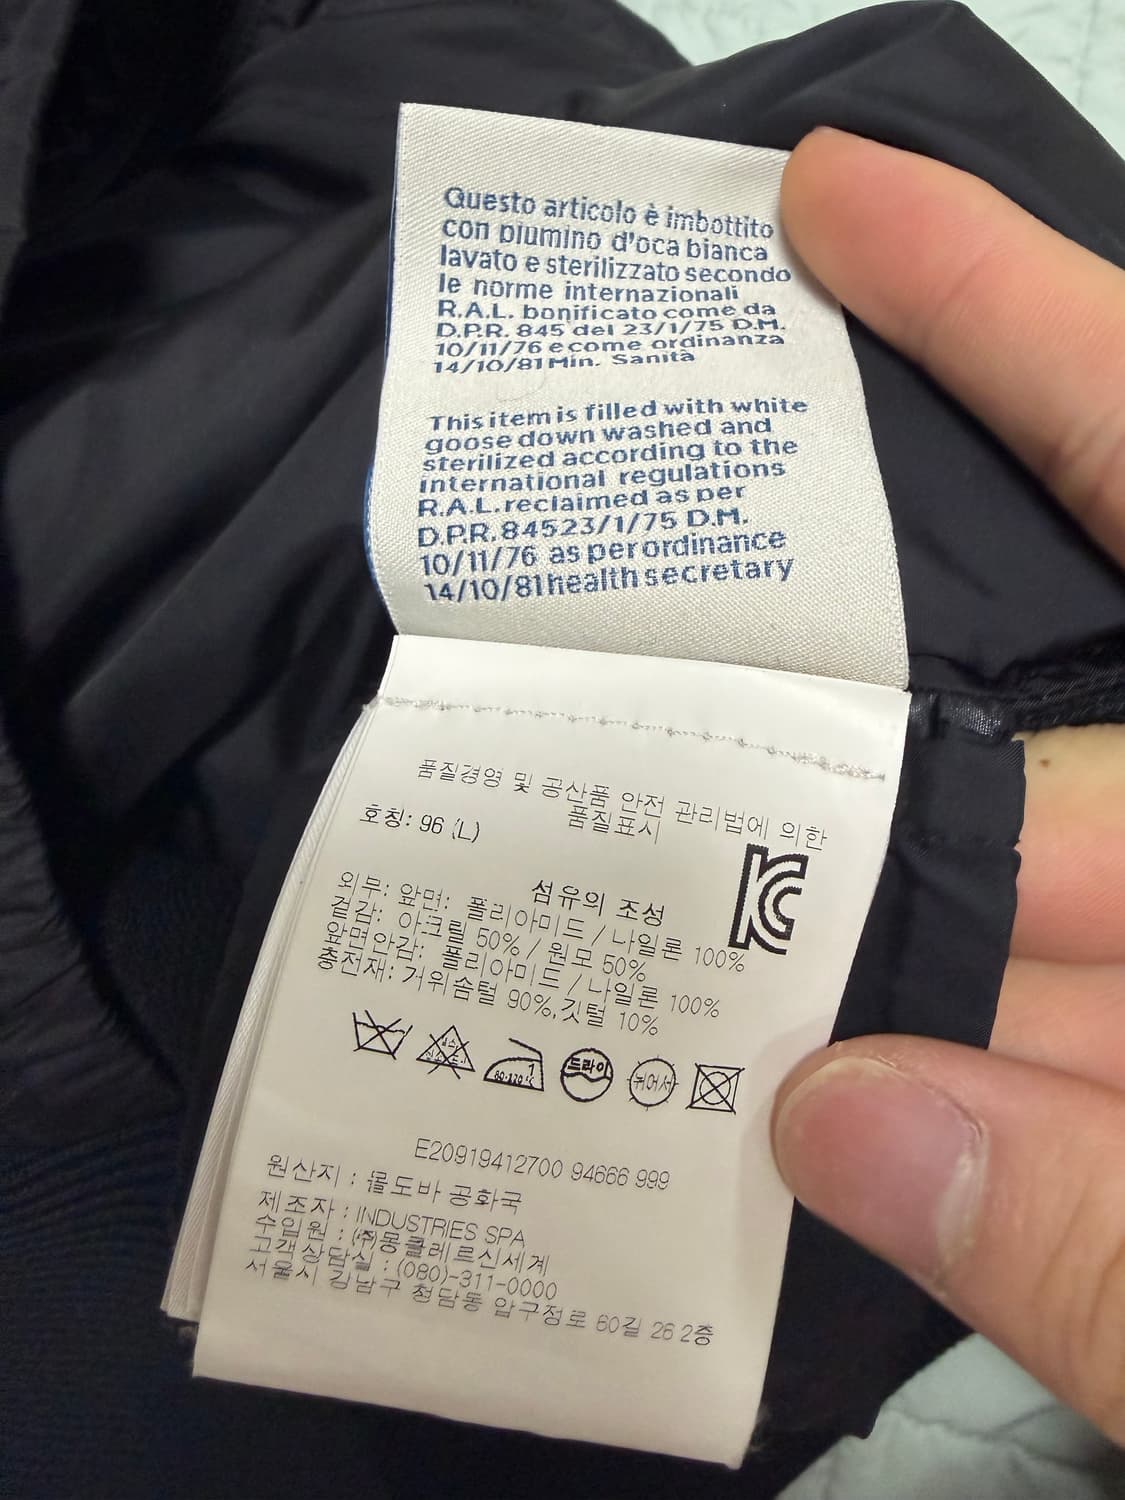 Questo articolo è imbottito
con piumino d'oca bianca
lavato e sterilizzato secondo
le norme internazionali
R.A.L. bonificato come da
D.P.R. 845 del 23/1/75 D.M.
10/11/76 e come ordinanza
14/10/81 Min. Sanità
This item is filled with white
goose down washed and
sterilized according to the
international regulations
R.A.L. reclaimed as per
D.P.R. 845 23/1/75 D.M.
10/11/76 as per ordinance
14/10/81 health secretary
품질경영 및 공산품 안전 관리법에 의한
품질표시
호칭: 96 (L)
KC
섬유의 조성
외무: 앞면: 폴리아미드 / 나일론 100%
겉감: 아크릴 50% / 원모 50%
앞면안감: 폴리아미드 / 나일론 100%
충전재: 거위솜털 90%, 깃털 10%
80-120℃ 드라이 뉘어서
E20919412700 94666 999
원산지 : 몰도바 공화국
제조자 : INDUSTRIES SPA
수입원 : (주)몽클레르신세계
고객상담실 : (080)-311-0000
서울시 강남구 청담동 압구정로 60길 26 2층